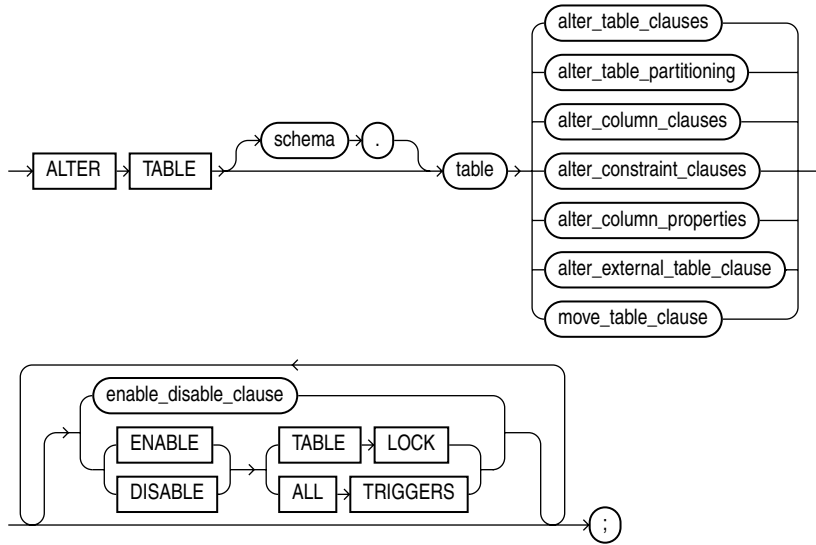 alter_table_clauses
alter_table_partitioning
schema .
alter_column_clauses
ALTER TABLE table alter_constraint_clauses
alter_column_properties
alter_external_table_clause
move_table_clause
enable_disable_clause
ENABLE TABLE LOCK
DISABLE ALL TRIGGERS
;